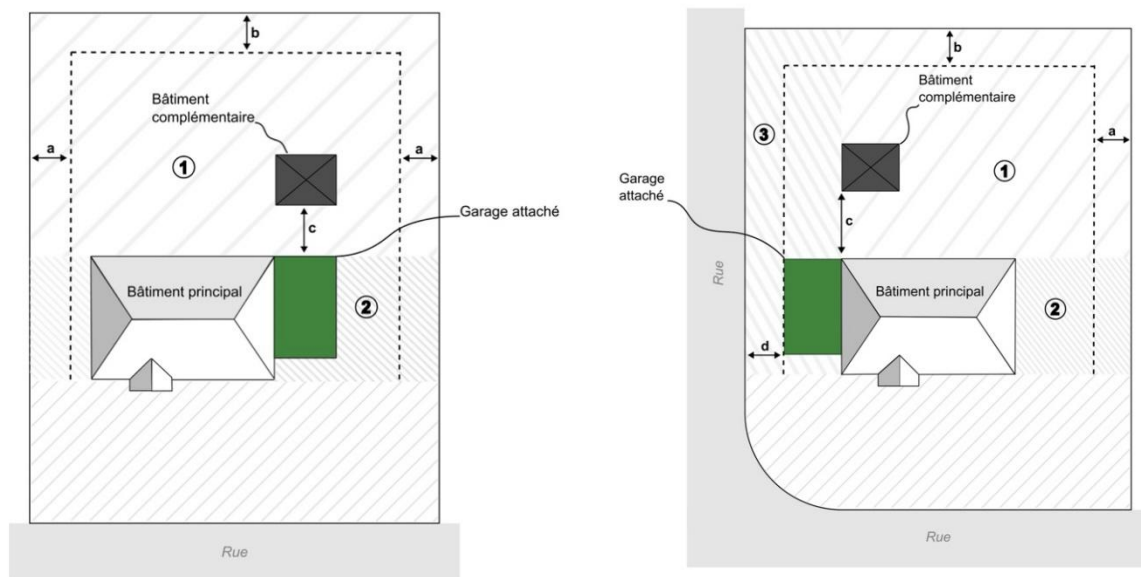 b
Bâtiment
complémentaire
a
1
a
c
Garage attaché
Bâtiment principal
2
Rue
b
Bâtiment
complémentaire
3
a
1
Garage
attaché
c
Rue
Bâtiment principal
2
d
Rue